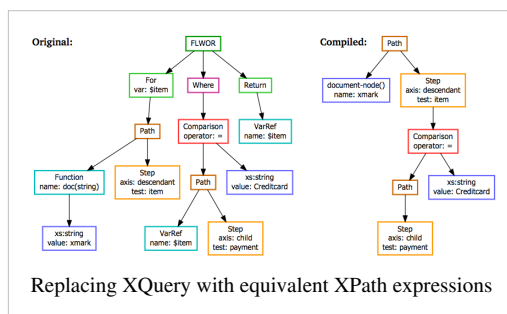 Original:
FLWOR
Compiled:
Path
For
var: $item
Where
Return
document-node()
name: xmark
Step
axis: descendant
test: item
Path
Comparison
operator: =
VarRef
name: $item
Comparison
operator: =
Function
name: doc(string)
Step
axis: descendant
test: item
Path
xs:string
value: Creditcard
Path
xs:string
value: Creditcard
xs:string
value: xmark
VarRef
name: $item
Step
axis: child
test: payment
Step
axis: child
test: payment
Replacing XQuery with equivalent XPath expressions